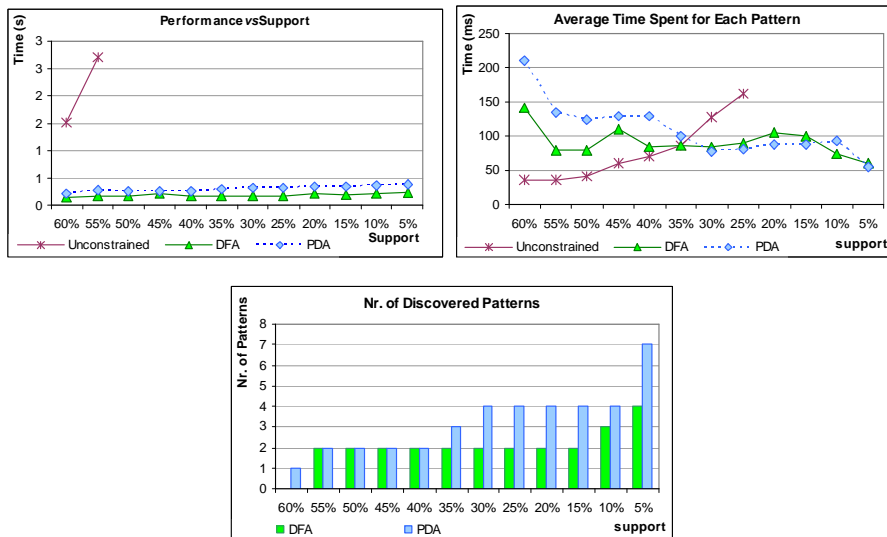 Performance vsSupport
Time (s)
3
3
2
2
1
1
0
60% 55% 50% 45% 40% 35% 30% 25% 20% 15% 10% 5%
Support
Unconstrained DFA PDA
Average Time Spent for Each Pattern
Time (ms)
250
200
150
100
50
0
60% 55% 50% 45% 40% 35% 30% 25% 20% 15% 10% 5%
Unconstrained DFA PDA support
Nr. of Discovered Patterns
Nr. of Patterns
8
7
6
5
4
3
2
1
0
60% 55% 50% 45% 40% 35% 30% 25% 20% 15% 10% 5%
DFA PDA support